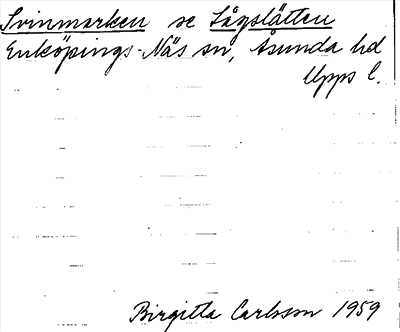 Svinmarken se Lågslätten
Enköpings-Näs sn, Åsunda hd
Upps l.
Birgitta Carlsson 1959